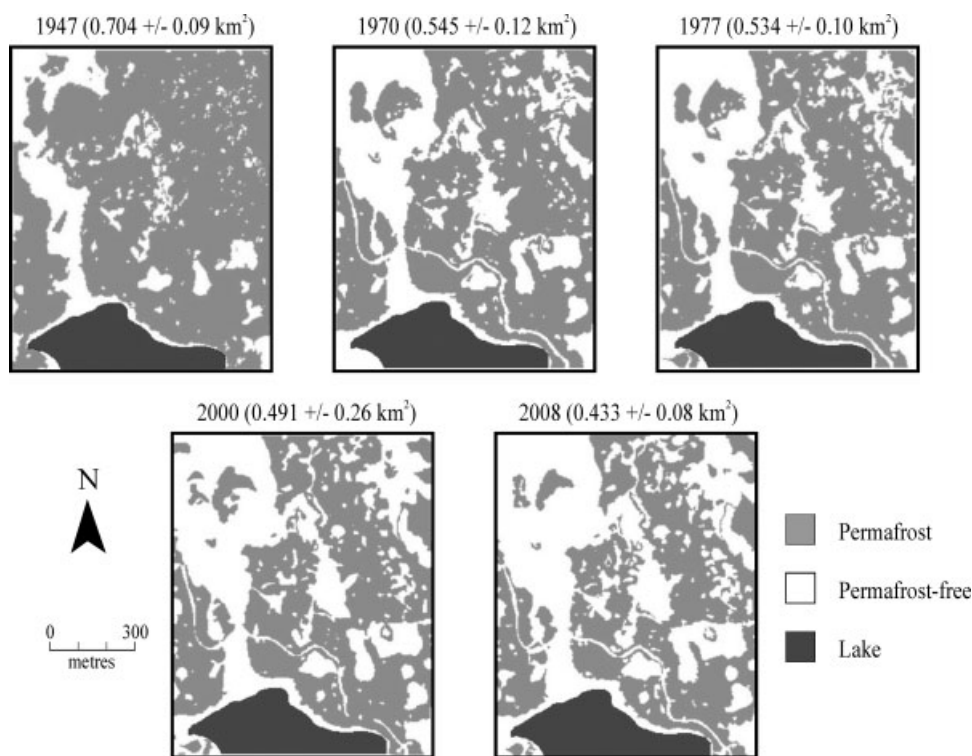 1947 (0.704 +/- 0.09 km²)
1970 (0.545 +/- 0.12 km²)
1977 (0.534 +/- 0.10 km²)
2000 (0.491 +/- 0.26 km²)
2008 (0.433 +/- 0.08 km²)
N
0 300
metres
Permafrost
Permafrost-free
Lake